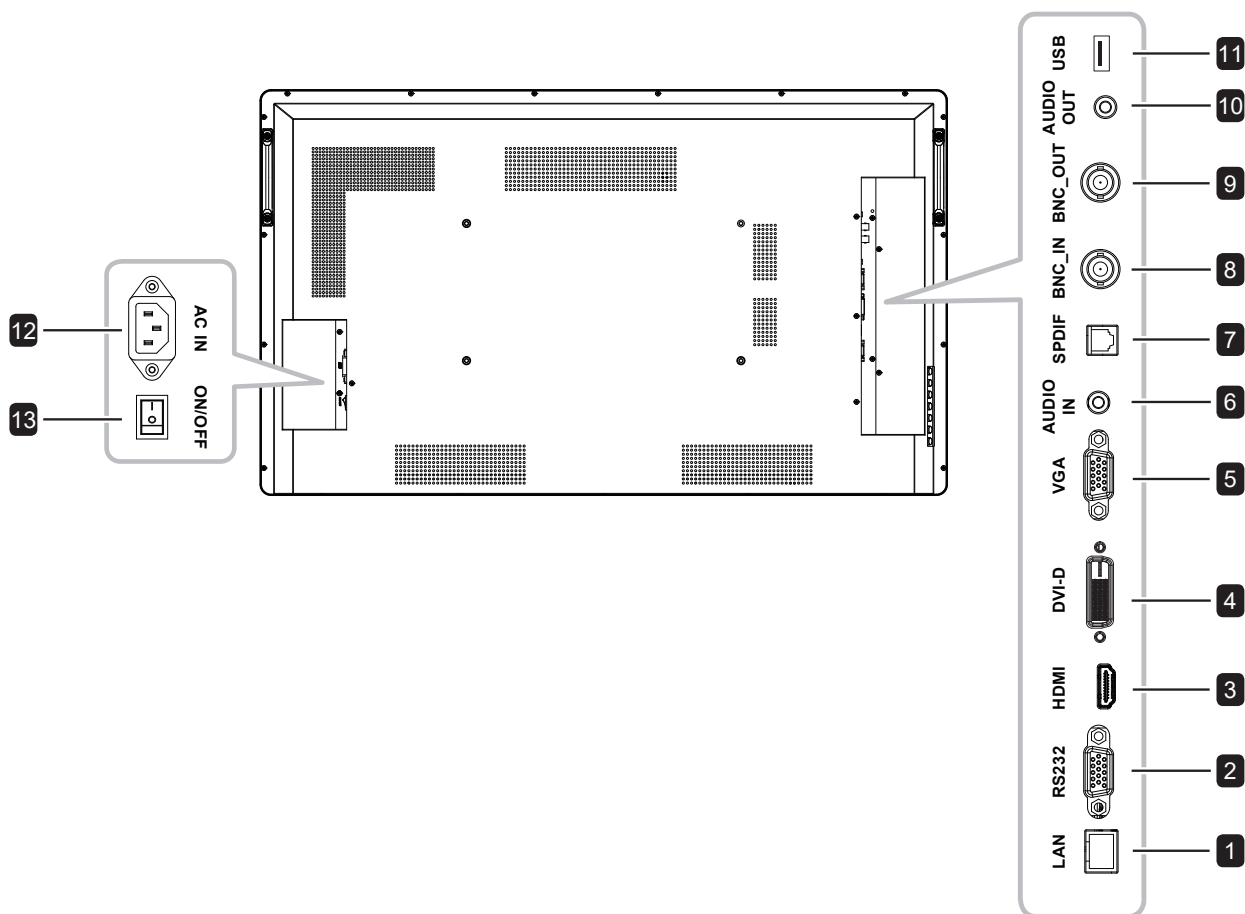 USB
11
AUDIO
OUT
10
BNC_OUT
9
BNC_IN
8
SPDIF
7
AUDIO
IN
6
VGA
5
DVI-D
4
HDMI
3
RS232
2
LAN
1
12
AC IN
13
ON/OFF